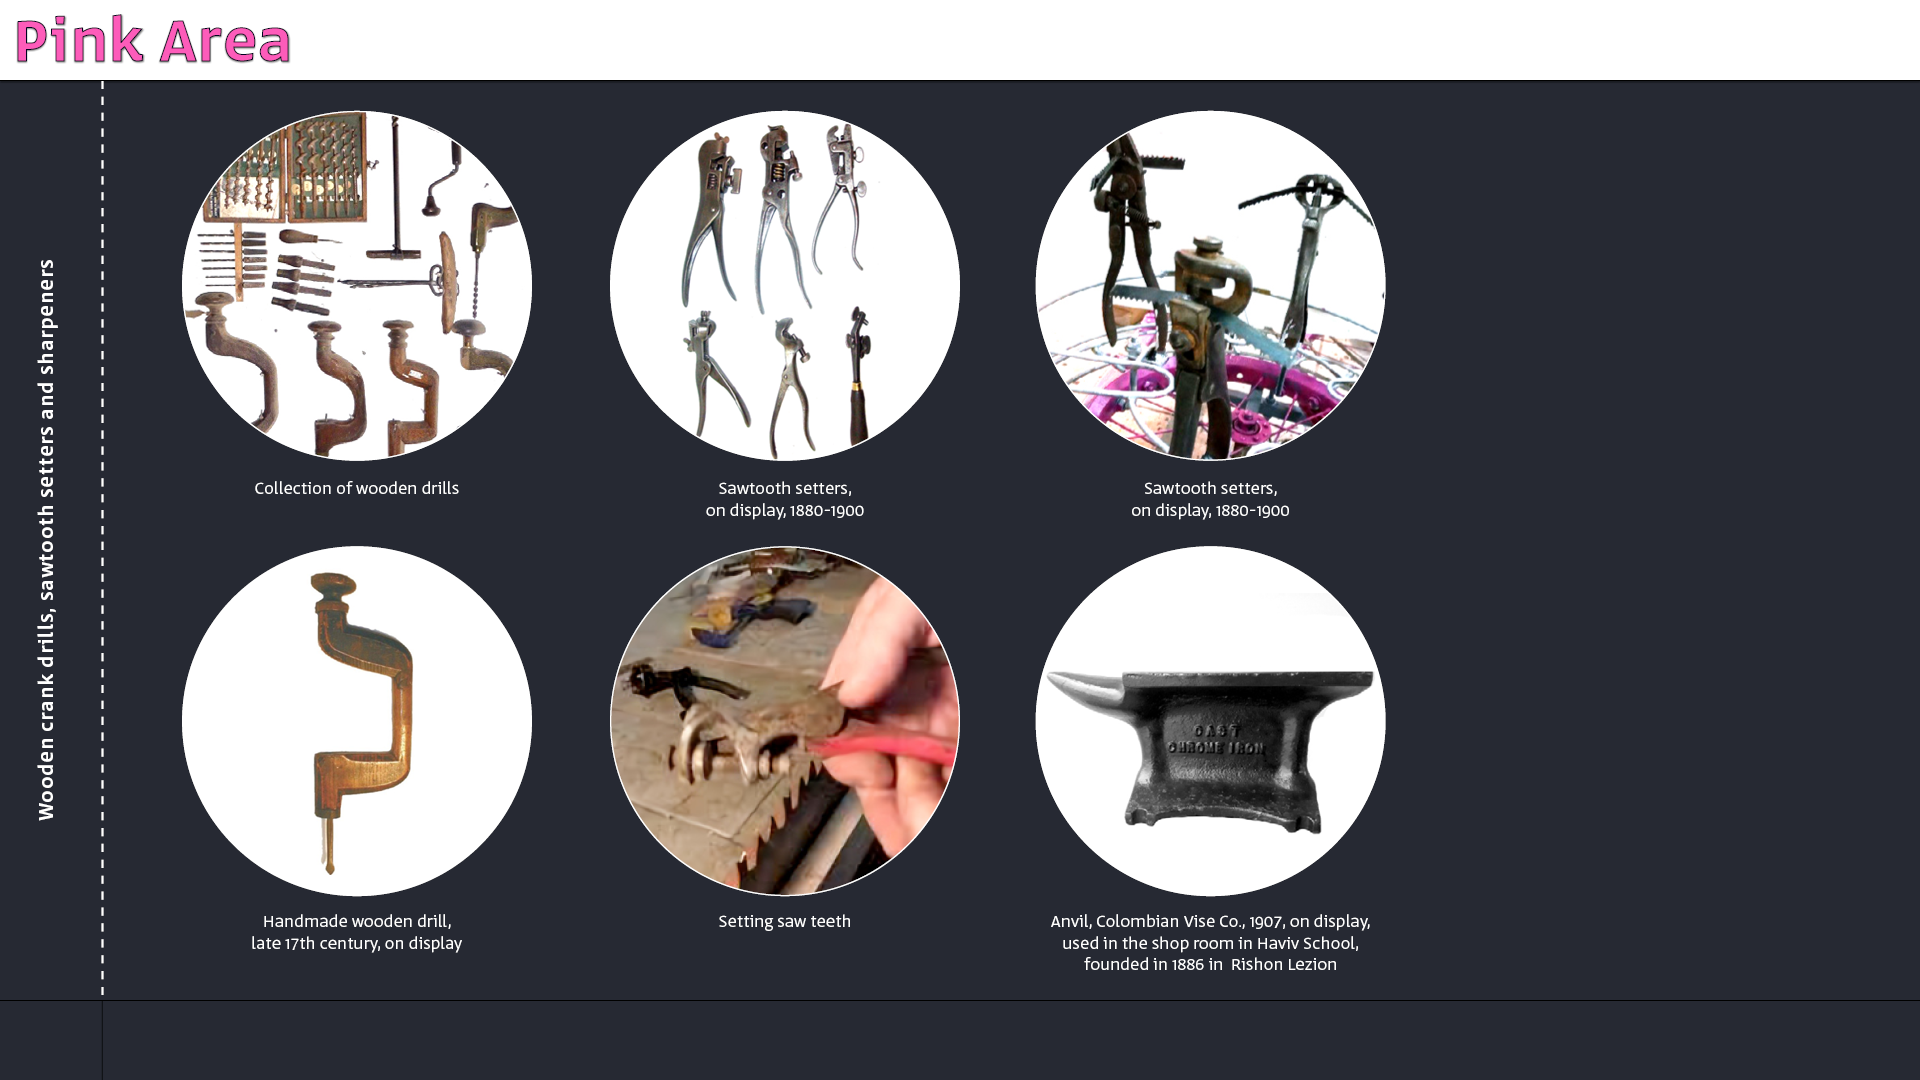 Pink Area
Wooden crank drills, sawtooth setters and sharpeners
Collection of wooden drills
Sawtooth setters,
on display, 1880-1900
Sawtooth setters,
on display, 1880-1900
Handmade wooden drill,
late 17th century, on display
Setting saw teeth
CAST
CHROME IRON
Anvil, Colombian Vise Co., 1907, on display,
used in the shop room in Haviv School,
founded in 1886 in Rishon Lezion